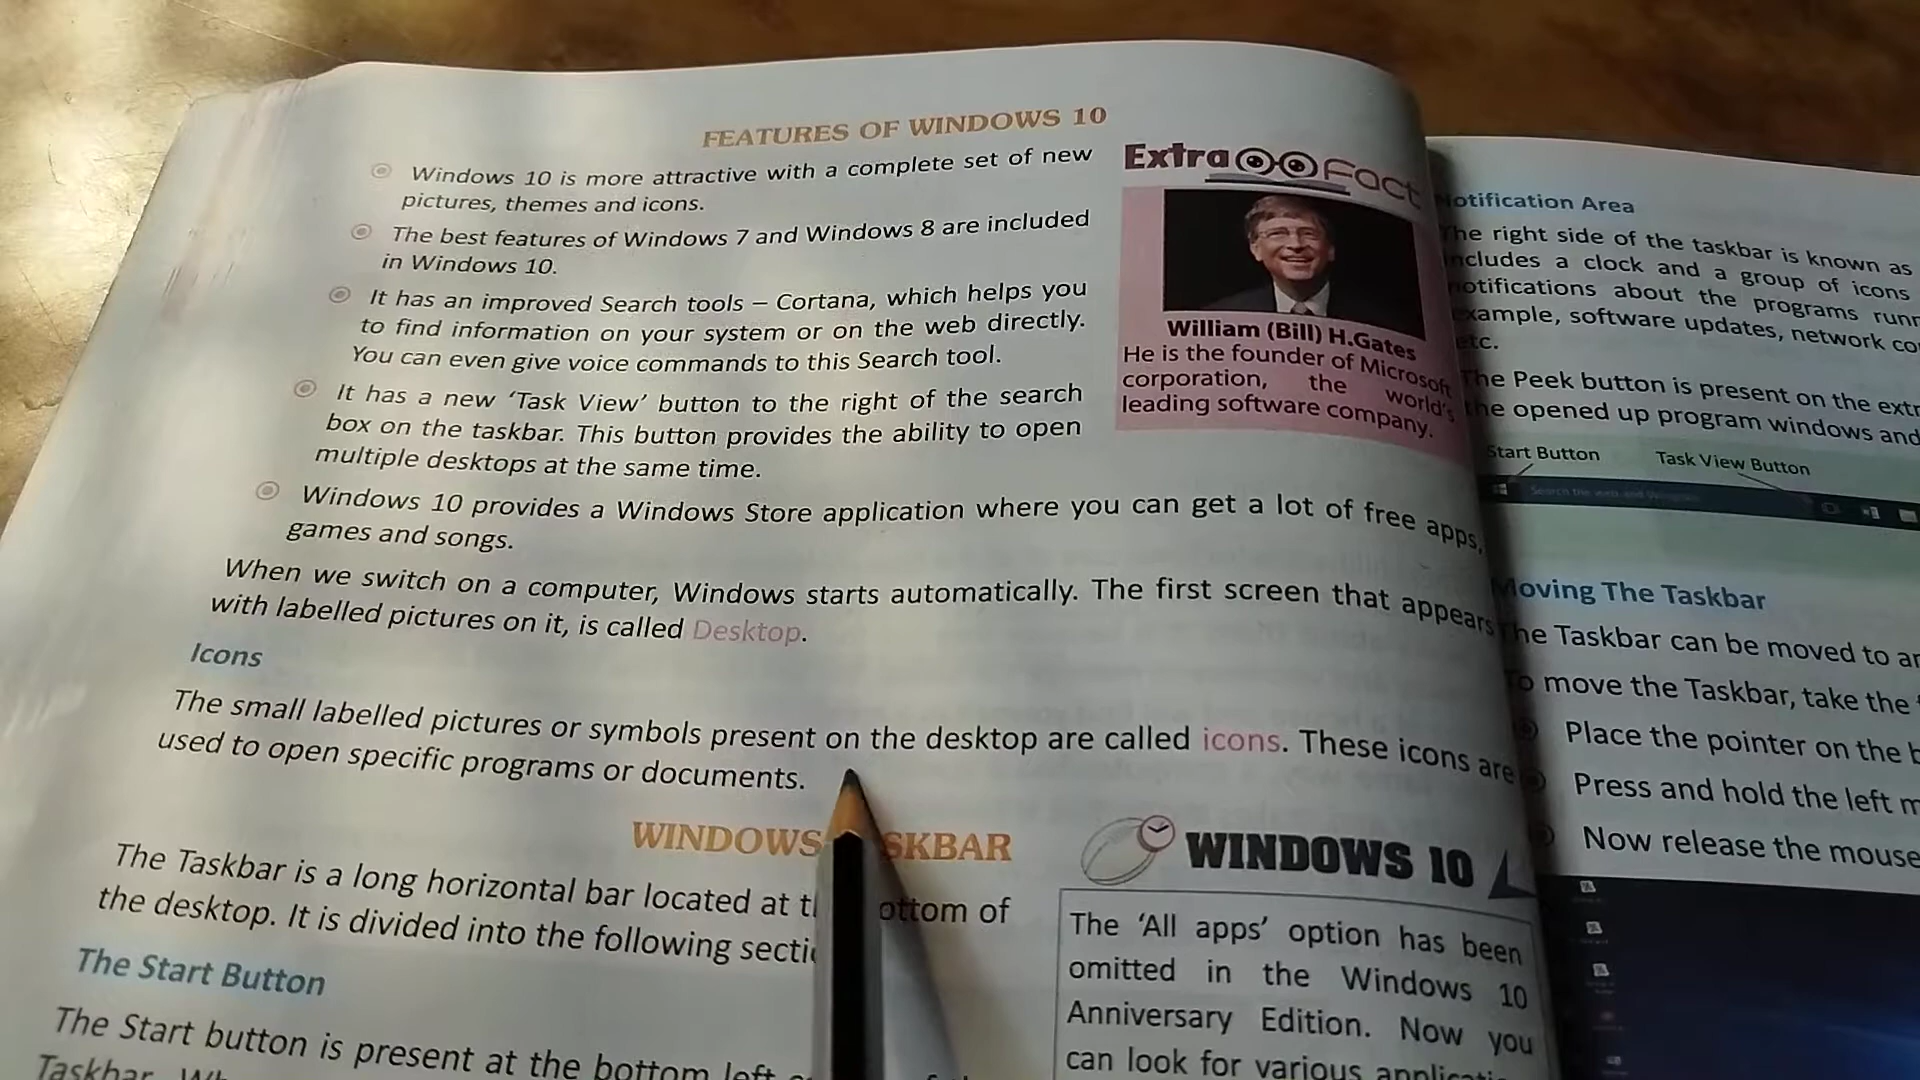 FEATURES OF WINDOWS 10
Windows 10 is more attractive with a complete set of new
pictures, themes and icons.
The best features of Windows 7 and Windows 8 are included
in Windows 10.
It has an improved Search tools – Cortana, which helps you
to find information on your system or on the web directly.
You can even give voice commands to this Search tool.
It has a new ‘Task View’ button to the right of the search
box on the taskbar. This button provides the ability to open
multiple desktops at the same time.
Windows 10 provides a Windows Store application where you can get a lot of free apps,
games and songs.
Extra Fact
William (Bill) H.Gates
He is the founder of Microsoft
corporation, the world's
leading software company.
When we switch on a computer, Windows starts automatically. The first screen that appears
with labelled pictures on it, is called Desktop.
Icons
The small labelled pictures or symbols present on the desktop are called icons. These icons are
used to open specific programs or documents.
WINDOWS SKBAR
The Taskbar is a long horizontal bar located at ottom of
the desktop. It is divided into the following
The Start Button
The Start button is present at the bottom left
Taskbar.
WINDOWS 10
The ‘All apps’ option has been
omitted in the Windows 10
Anniversary Edition. Now you
can look for various
otification Area
he right side of the taskbar is known as
ncludes a clock and a group of icons
otifications about the programs
xample, software updates, network
etc.
The Peek button is present on the
the opened up program windows and
Start Button Task View Button
Search the web and Windows
Moving The Taskbar
The Taskbar can be moved to
To move the Taskbar, take the
Place the pointer on the
Press and hold the left
Now release the mouse